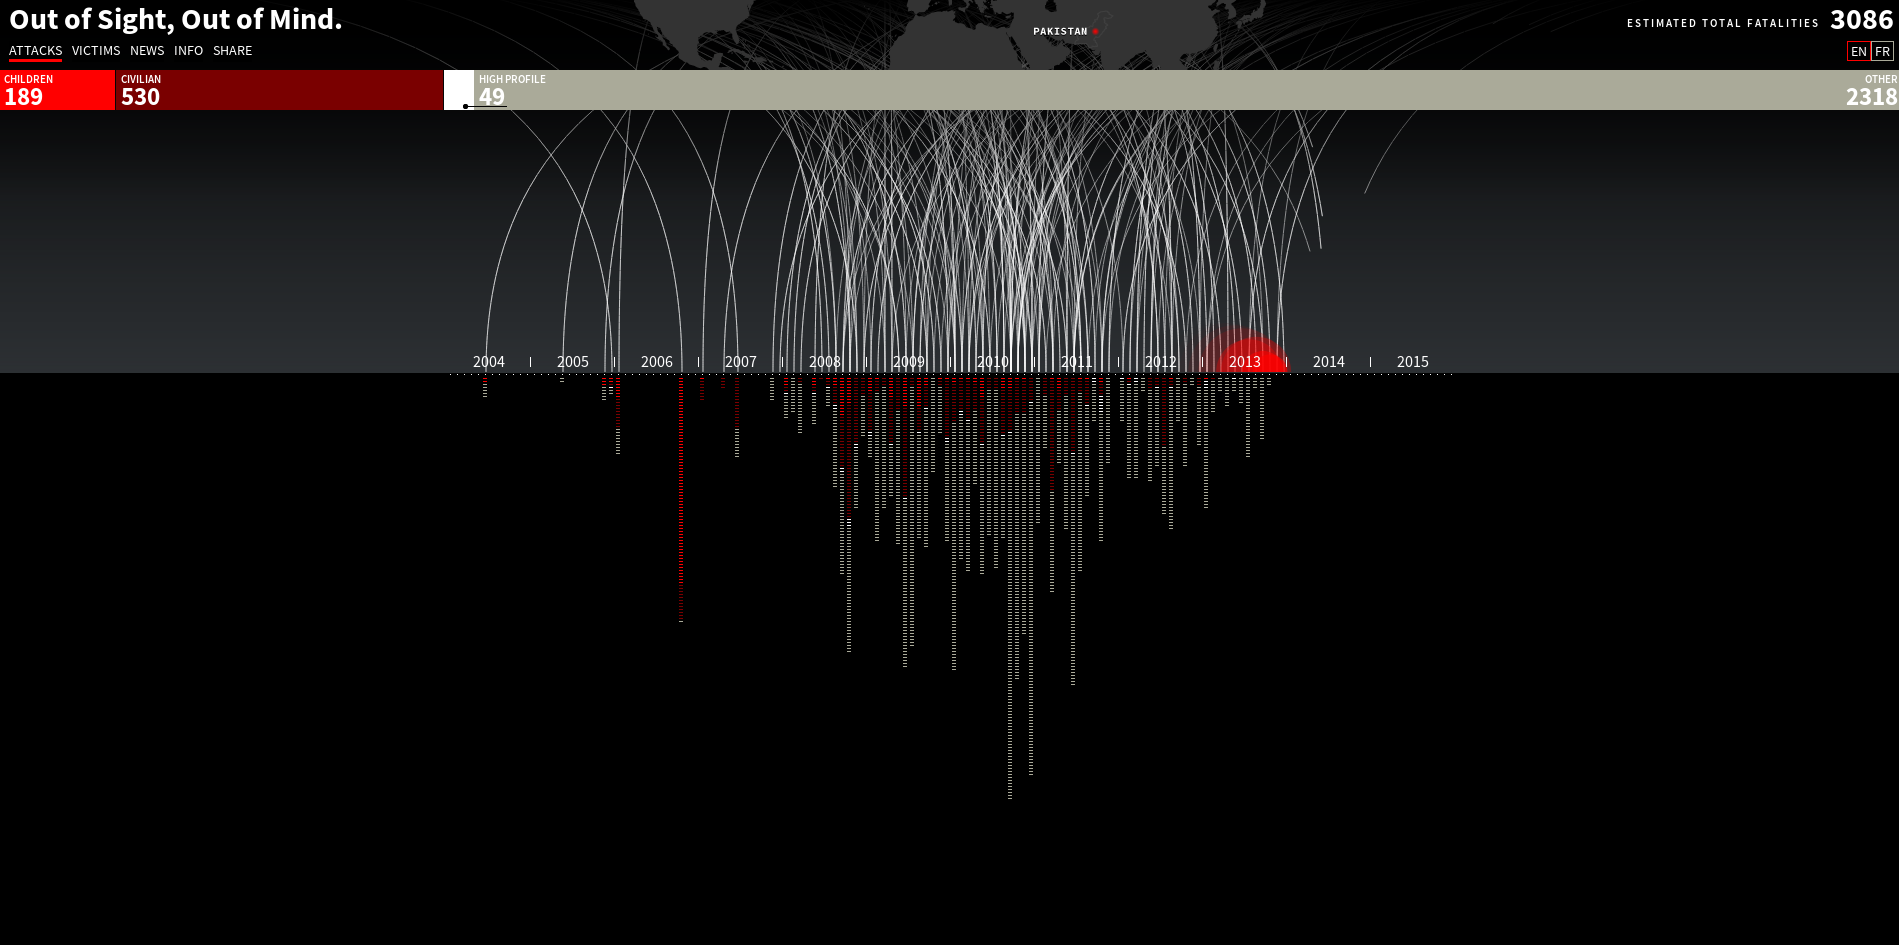 Out of Sight, Out of Mind.
ATTACKS VICTIMS NEWS INFO SHARE
PAKISTAN
ESTIMATED TOTAL FATALITIES 3086
EN FR
CHILDREN
189
CIVILIAN
530
HIGH PROFILE
49
OTHER
2318
2004 2005 2006 2007 2008 2009 2010 2011 2012 2013 2014 2015